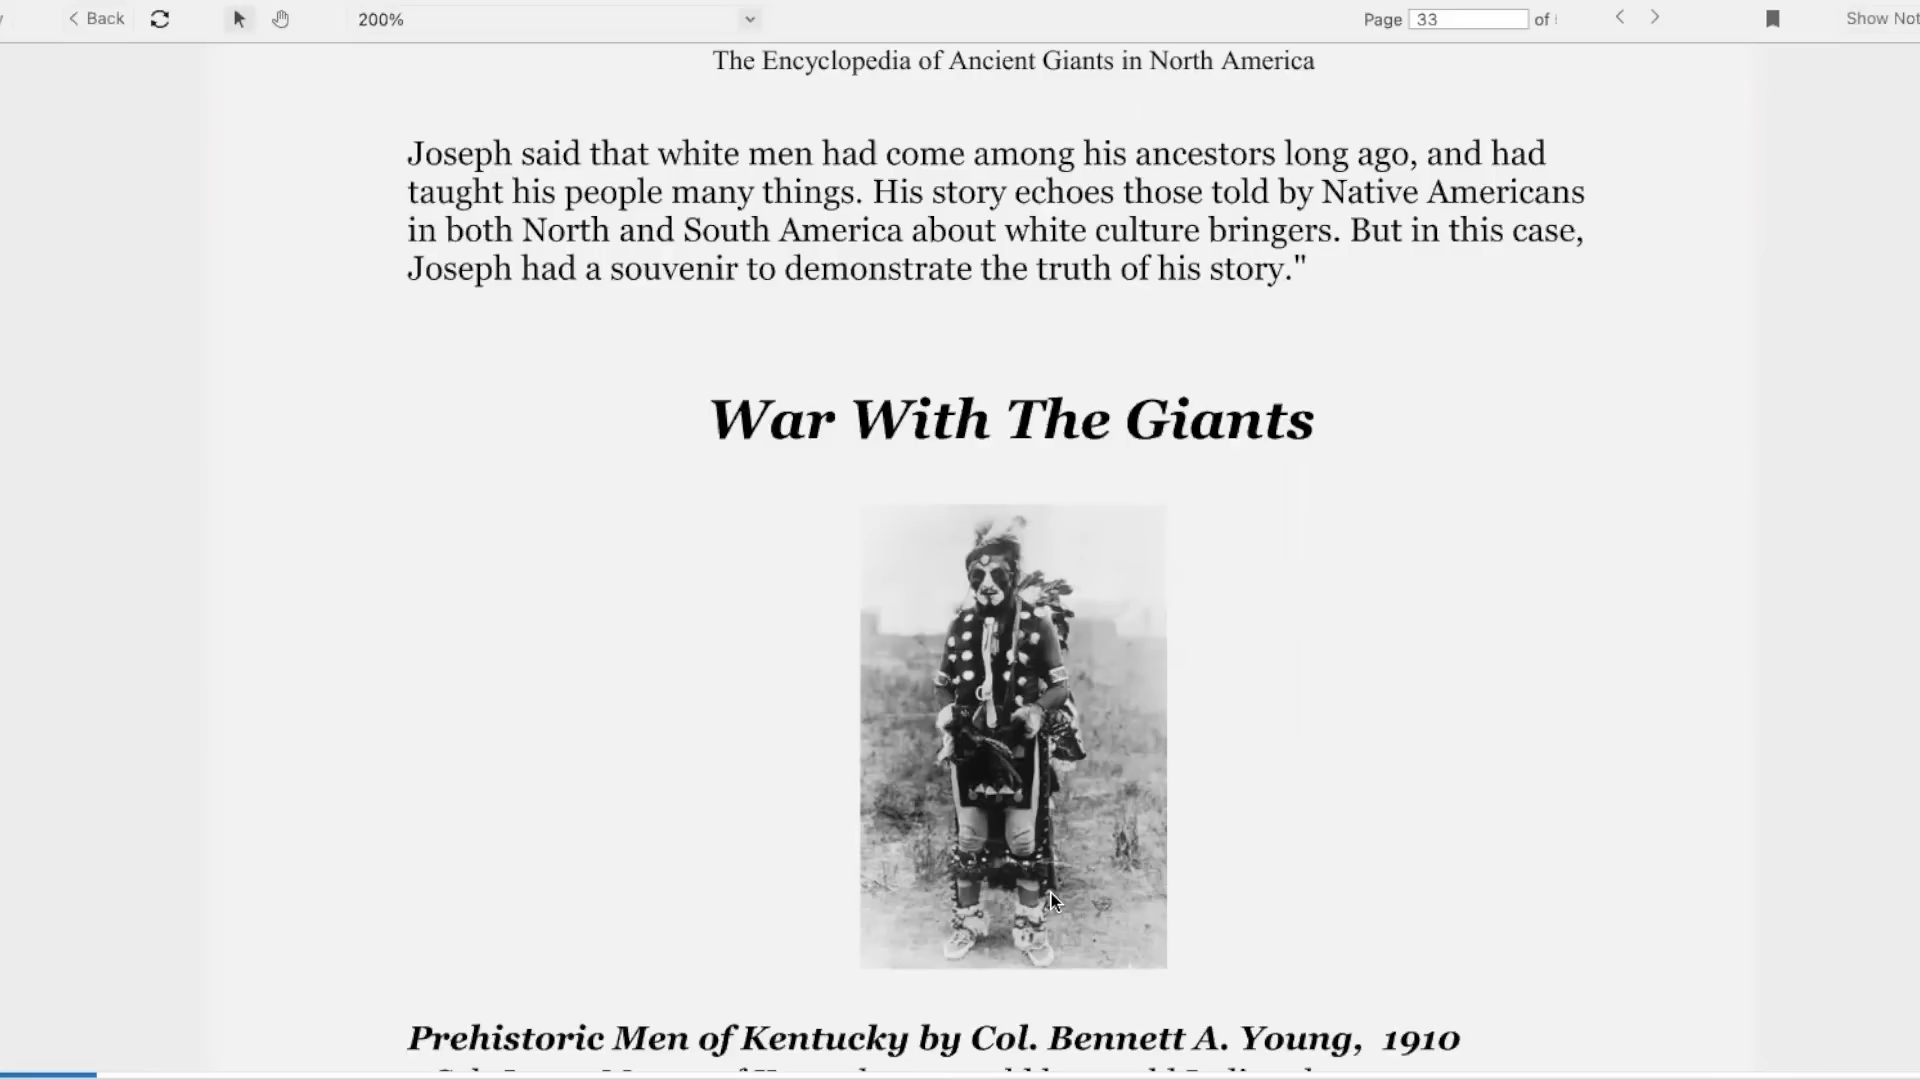 Back
200%
Page 33 of
Show Not
The Encyclopedia of Ancient Giants in North America
Joseph said that white men had come among his ancestors long ago, and had
taught his people many things. His story echoes those told by Native Americans
in both North and South America about white culture bringers. But in this case,
Joseph had a souvenir to demonstrate the truth of his story."
War With The Giants
Prehistoric Men of Kentucky by Col. Bennett A. Young, 1910